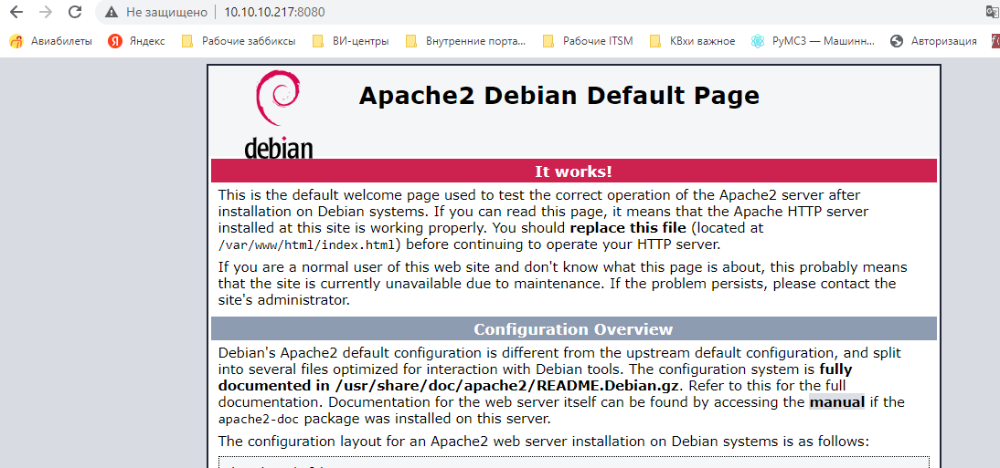 Не защищено 10.10.10.217:8080
Авиабилеты Яндекс Рабочие заббиксы ВИ-центры Внутренние порта... Рабочие ITSM КВхи важное РуМСЗ — Машинн... Авторизация
debian
Apache2 Debian Default Page
It works!
This is the default welcome page used to test the correct operation of the Apache2 server after
installation on Debian systems. If you can read this page, it means that the Apache HTTP server
installed at this site is working properly. You should replace this file (located at
/var/www/html/index.html) before continuing to operate your HTTP server.
If you are a normal user of this web site and don't know what this page is about, this probably means
that the site is currently unavailable due to maintenance. If the problem persists, please contact the
site's administrator.
Configuration Overview
Debian's Apache2 default configuration is different from the upstream default configuration, and split
into several files optimized for interaction with Debian tools. The configuration system is fully
documented in /usr/share/doc/apache2/README.Debian.gz. Refer to this for the full
documentation. Documentation for the web server itself can be found by accessing the manual if the
apache2-doc package was installed on this server.
The configuration layout for an Apache2 web server installation on Debian systems is as follows: